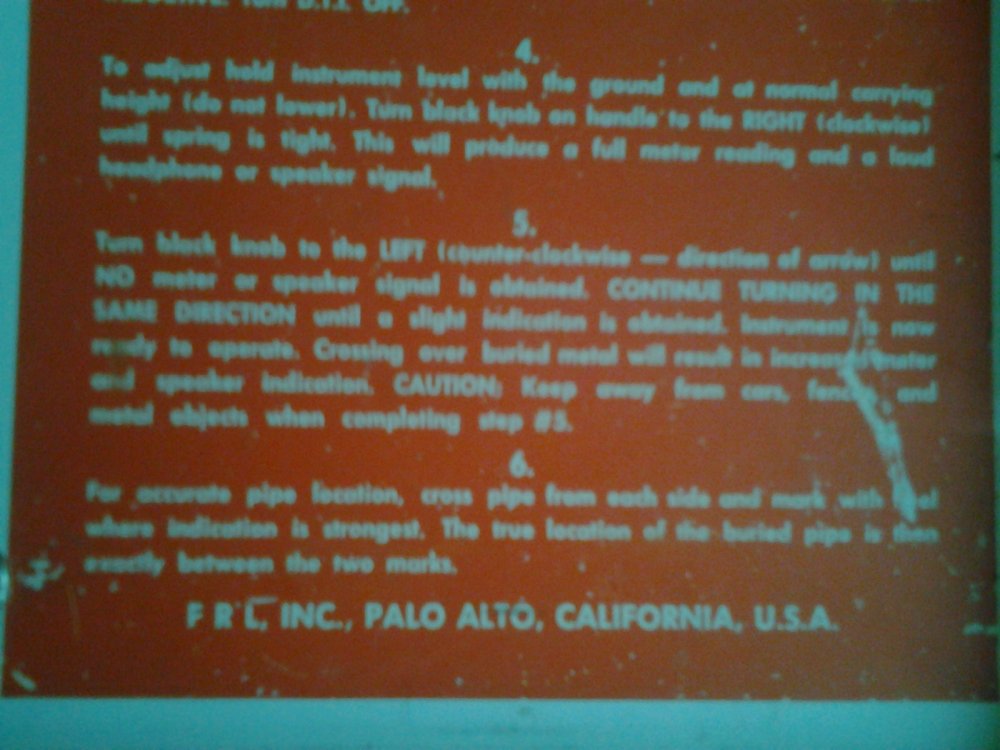 INDUCTIVE. Turn D.T.I. OFF.
4.
To adjust hold instrument level with the ground and at normal carrying
height (do not lower). Turn black knob on handle to the RIGHT (clockwise)
until spring is tight. This will produce a full meter reading and a loud
headphone or speaker signal.
5.
Turn black knob to the LEFT (counter-clockwise — direction of arrow) until
NO meter or speaker signal is obtained. CONTINUE TURNING IN THE
SAME DIRECTION until a slight indication is obtained. Instrument is now
ready to operate. Crossing over buried metal will result in increased meter
and speaker indication. CAUTION: Keep away from cars, fences and
metal objects when completing step #5.
6.
For accurate pipe location, cross pipe from each side and mark with
where indication is strongest. The true location of the buried pipe is then
exactly between the two marks.
F R L, INC., PALO ALTO, CALIFORNIA, U.S.A.